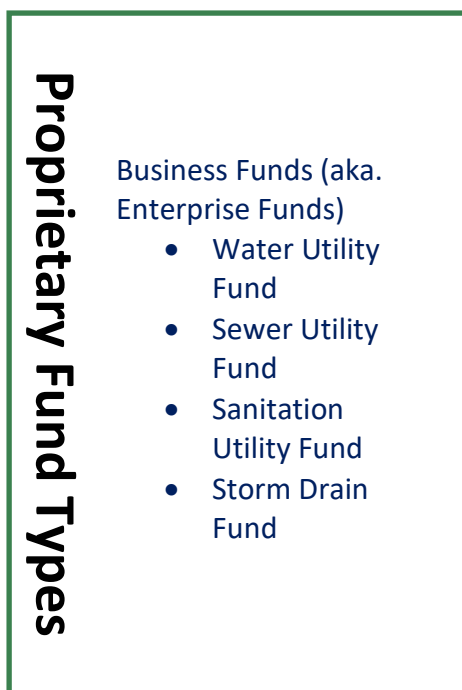 Proprietary Fund Types
Business Funds (aka.
Enterprise Funds)
• Water Utility
Fund
• Sewer Utility
Fund
• Sanitation
Utility Fund
• Storm Drain
Fund